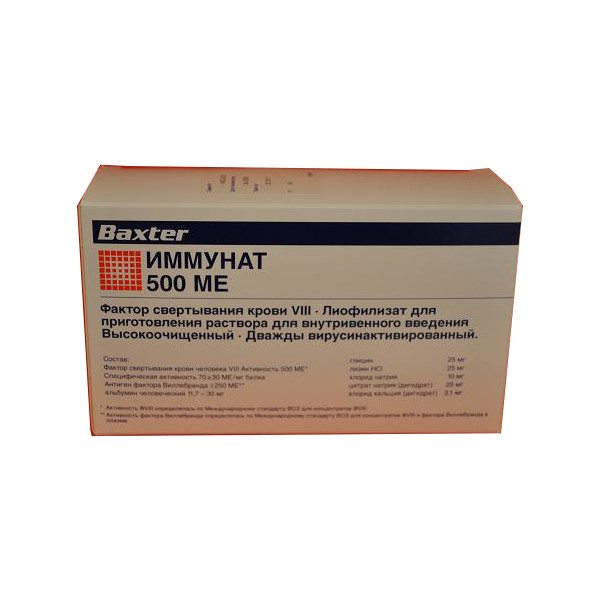 Baxter
ИММУНАТ
500 МЕ
Фактор свертывания крови VIII · Лиофилизат для
приготовления раствора для внутривенного введения
Высокоочищенный · Дважды вирусинактивированный.
Состав:
Фактор свертывания крови человека VIII Активность 500 МЕ*
Специфическая активность 70±30 МЕ/мг белка
Антиген фактора Виллебранда ≥250 МЕ**
альбумин человеческий 11,7 – 30 мг
глицин 25 мг
лизин HCl 25 мг
хлорид натрия 10 мг
цитрат натрия (дигидрат) 25 мг
хлорид кальция (дигидрат) 3,1 мг
* Активность ФVIII определялась по Международному стандарту ВОЗ для концентратов ФVIII
** Активность фактора Виллебранда определялась по Международному стандарту ВОЗ для концентратов ФVIII и фактора Виллебранда в
плазме